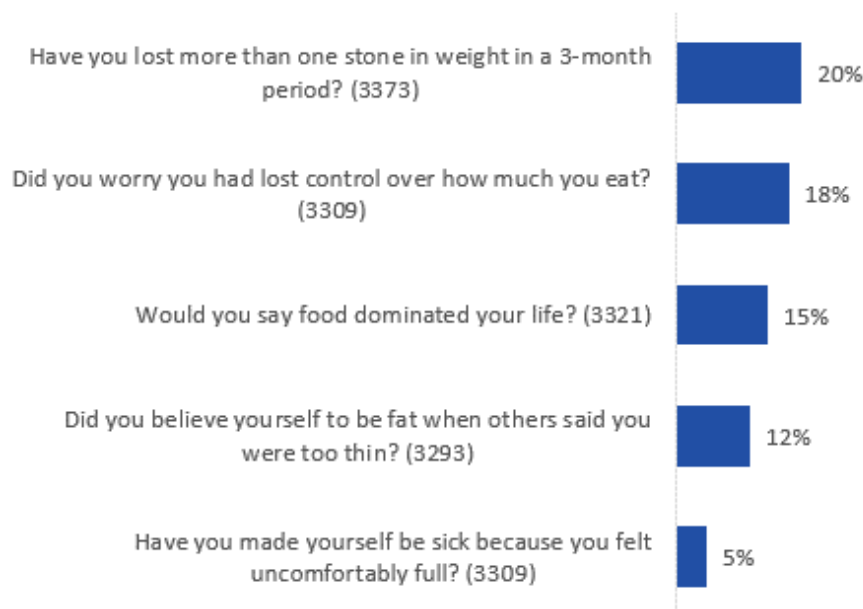 Have you lost more than one stone in weight in a 3-month
period? (3373)
20%
Did you worry you had lost control over how much you eat?
(3309)
18%
Would you say food dominated your life? (3321)
15%
Did you believe yourself to be fat when others said you
were too thin? (3293)
12%
Have you made yourself be sick because you felt
uncomfortably full? (3309)
5%